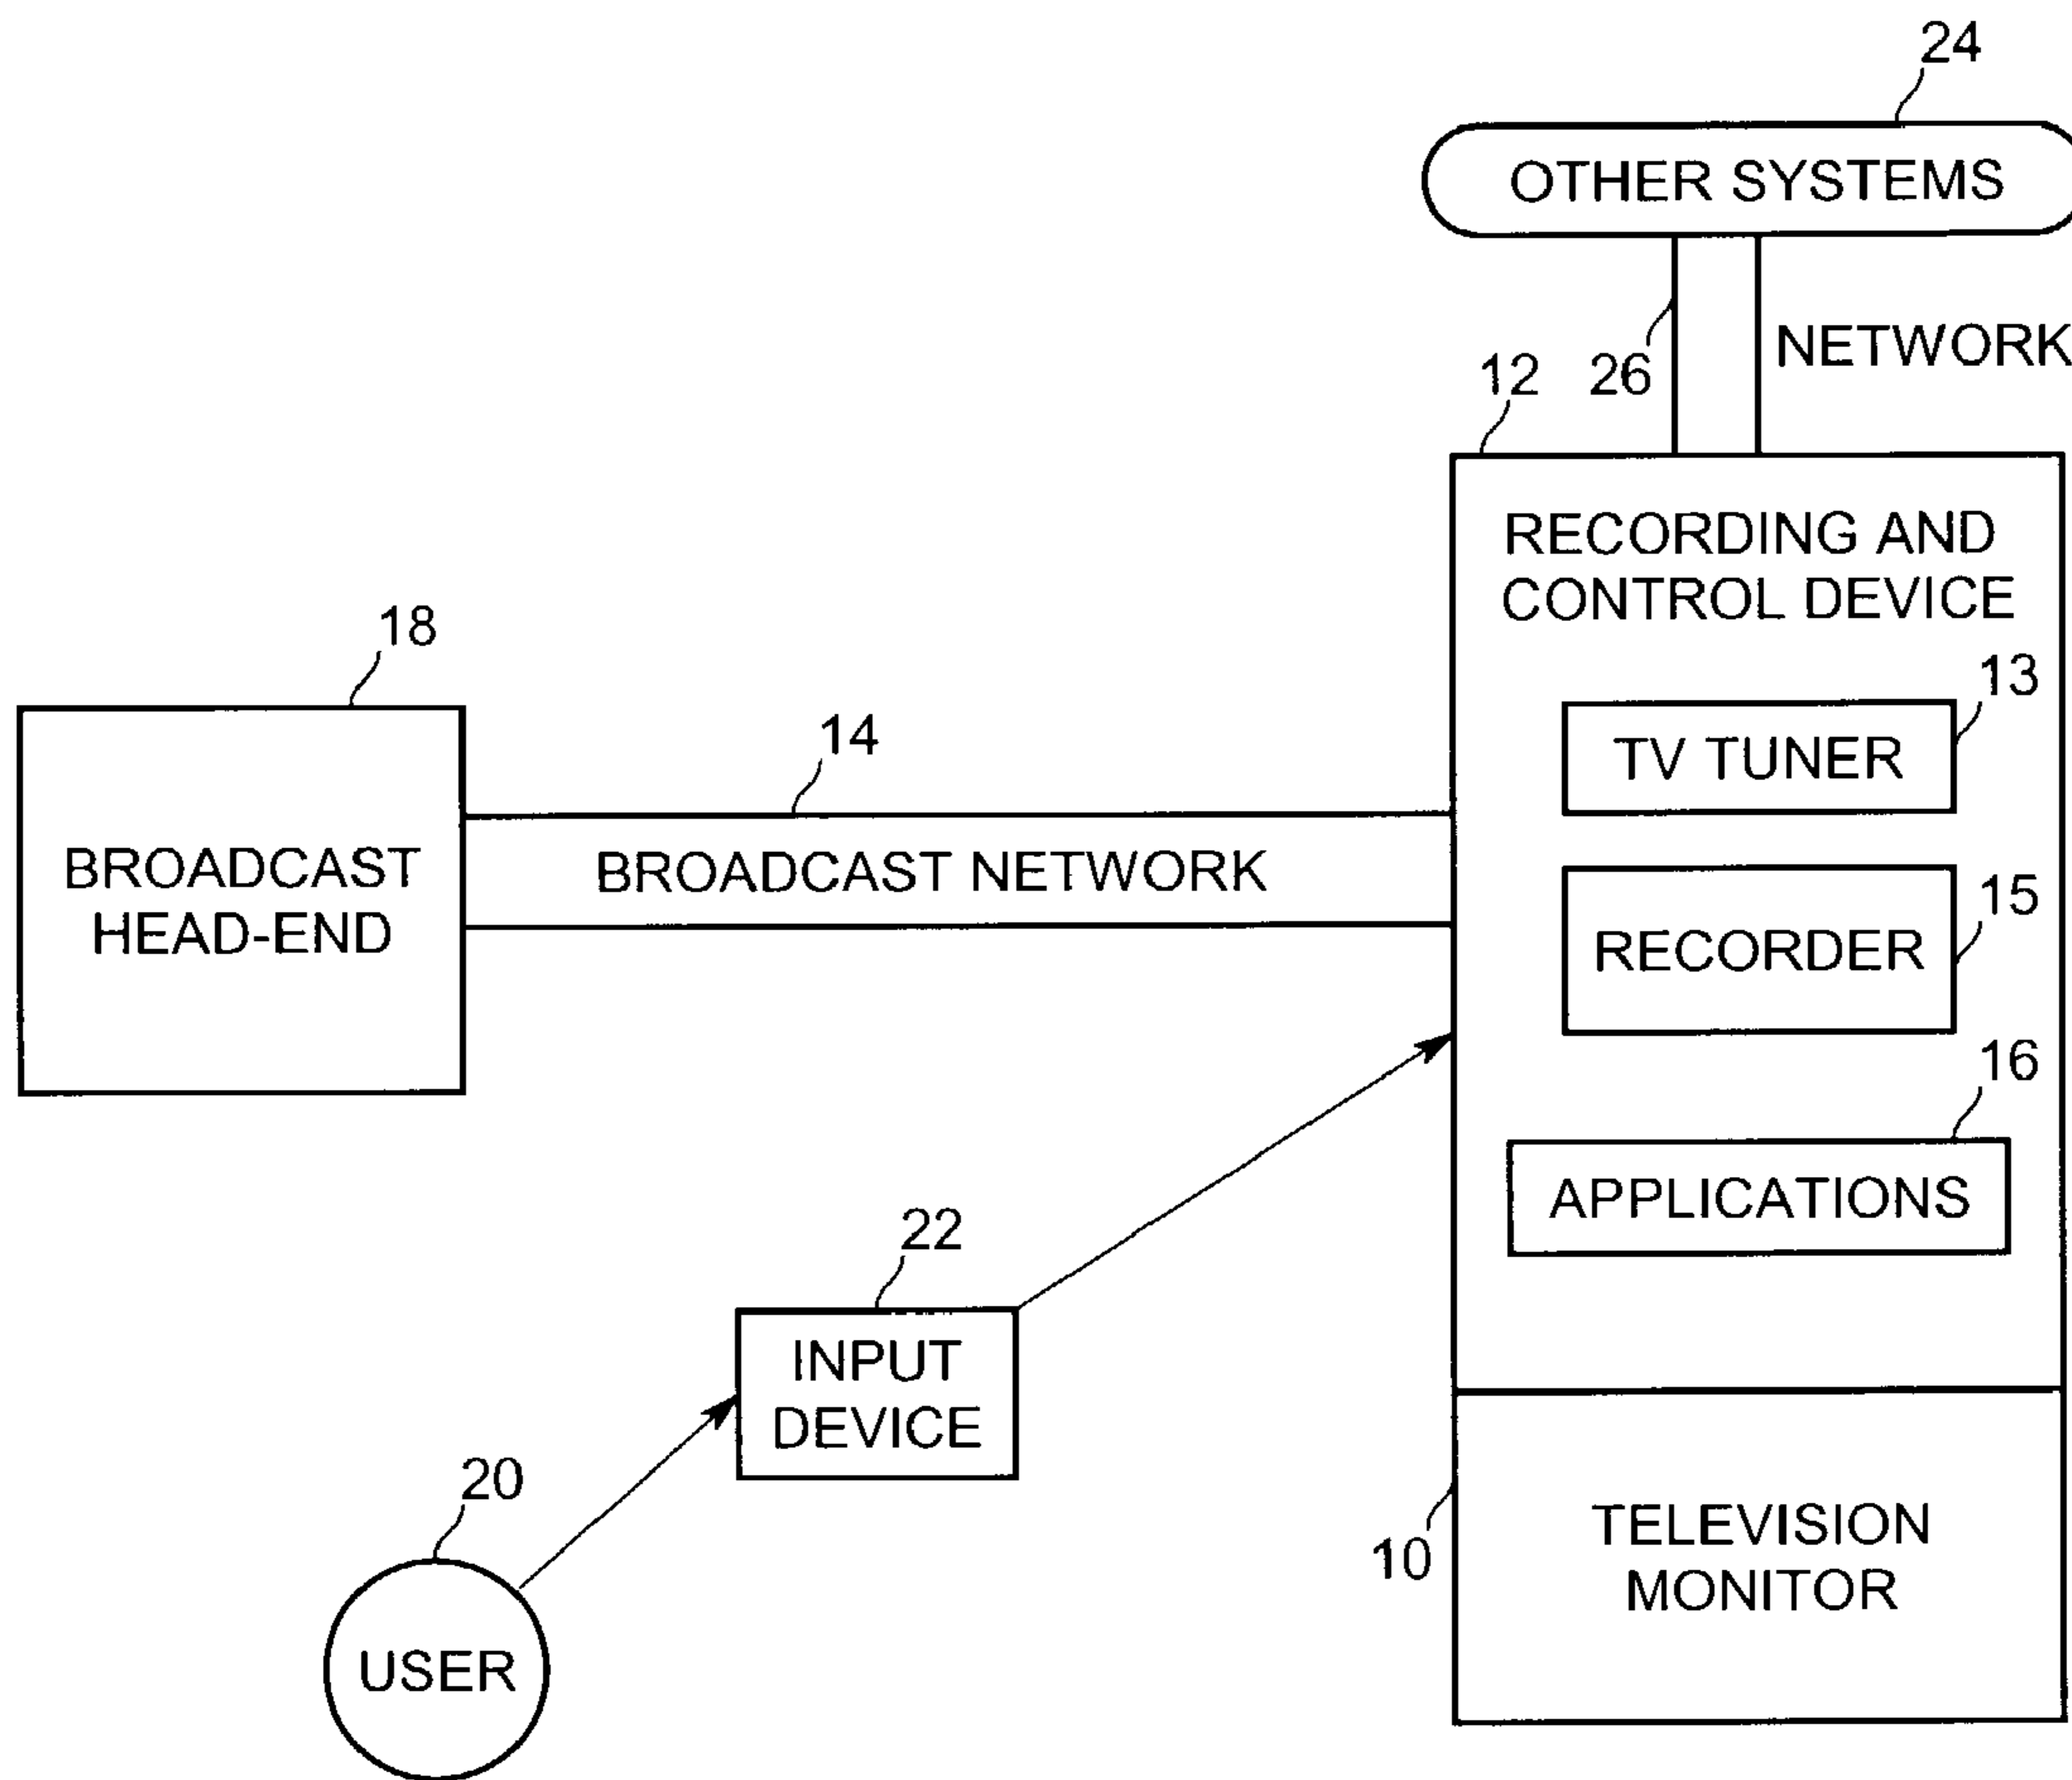 24
OTHER SYSTEMS
26
NETWORK
12
RECORDING AND
CONTROL DEVICE
13
TV TUNER
15
RECORDER
16
APPLICATIONS
18
BROADCAST
HEAD-END
14
BROADCAST NETWORK
22
INPUT
DEVICE
20
USER
10
TELEVISION
MONITOR